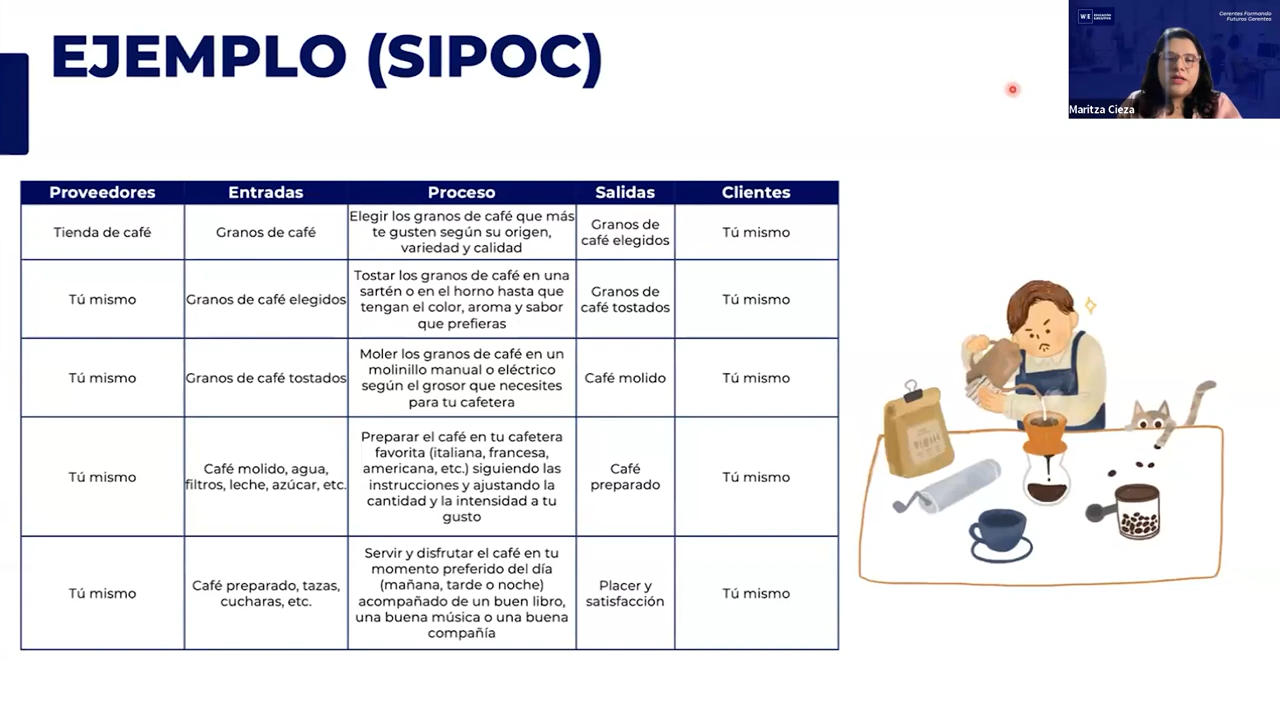 EJEMPLO (SIPOC)
WE EDUCACIÓN EJECUTIVA
Gerentes Formando
Futuros Gerentes
Maritza Cieza
Proveedores Entradas Proceso Salidas Clientes
Tienda de café
Granos de café
Elegir los granos de café que más
te gusten según su origen,
variedad y calidad
Granos de
café elegidos
Tú mismo
Tú mismo
Granos de café elegidos
Tostar los granos de café en una
sartén o en el horno hasta que
tengan el color, aroma y sabor
que prefieras
Granos de
café tostados
Tú mismo
Tú mismo
Granos de café tostados
Moler los granos de café en un
molinillo manual o eléctrico
según el grosor que necesites
para tu cafetera
Café molido
Tú mismo
Tú mismo
Café molido, agua,
filtros, leche, azúcar, etc.
Preparar el café en tu cafetera
favorita (italiana, francesa,
americana, etc.) siguiendo las
instrucciones y ajustando la
cantidad y la intensidad a tu
gusto
Café
preparado
Tú mismo
Tú mismo
Café preparado, tazas,
cucharas, etc.
Servir y disfrutar el café en tu
momento preferido del día
(mañana, tarde o noche)
acompañado de un buen libro,
una buena música o una buena
compañía
Placer y
satisfacción
Tú mismo